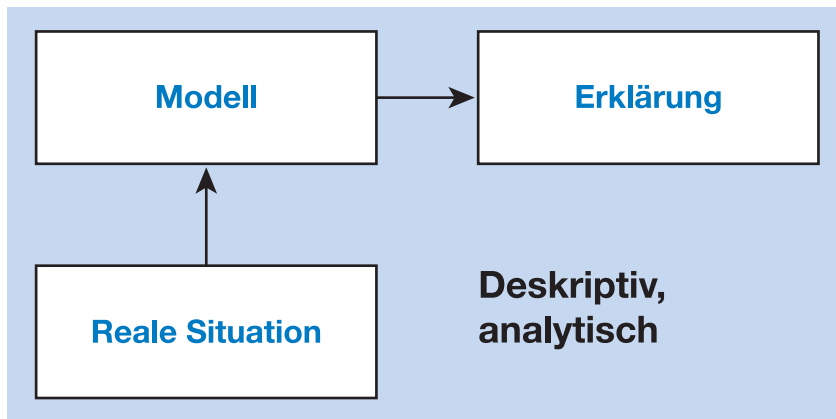 Modell
Erklärung
Reale Situation
Deskriptiv,
analytisch